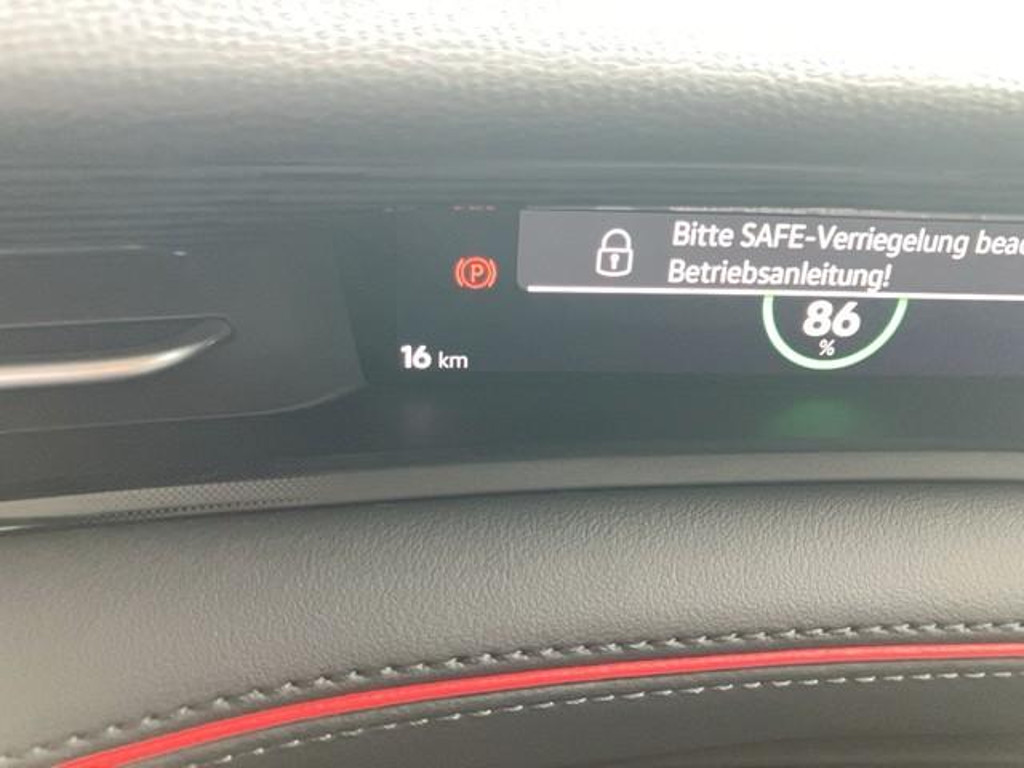 Bitte SAFE-Verriegelung
Betriebsanleitung!
P
86
%
16 km